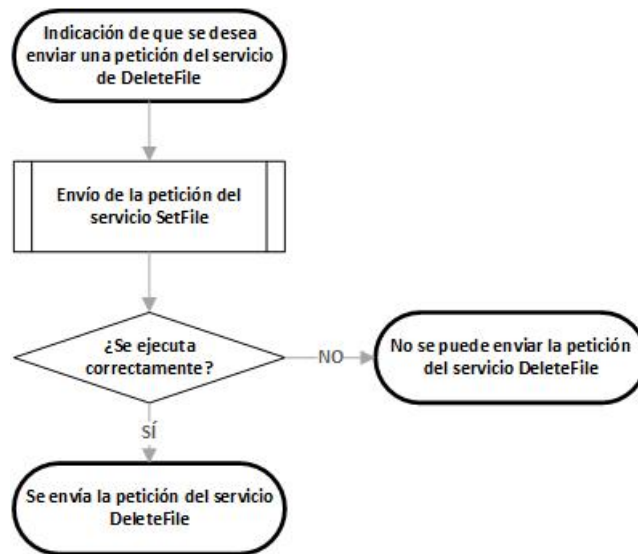 Indicación de que se desea
enviar una petición del servicio
de DeleteFile
Envío de la petición del
servicio SetFile
¿Se ejecuta
correctamente?
NO
No se puede enviar la petición
del servicio DeleteFile
SÍ
Se envía la petición del servicio
DeleteFile